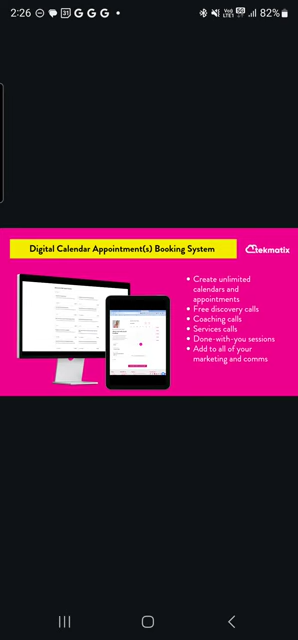 2:26
31
G G G
82%
Digital Calendar Appointment(s) Booking System
tekmatix
• Create unlimited
calendars and
appointments
• Free discovery calls
• Coaching calls
• Services calls
• Done-with-you sessions
• Add to all of your
marketing and comms